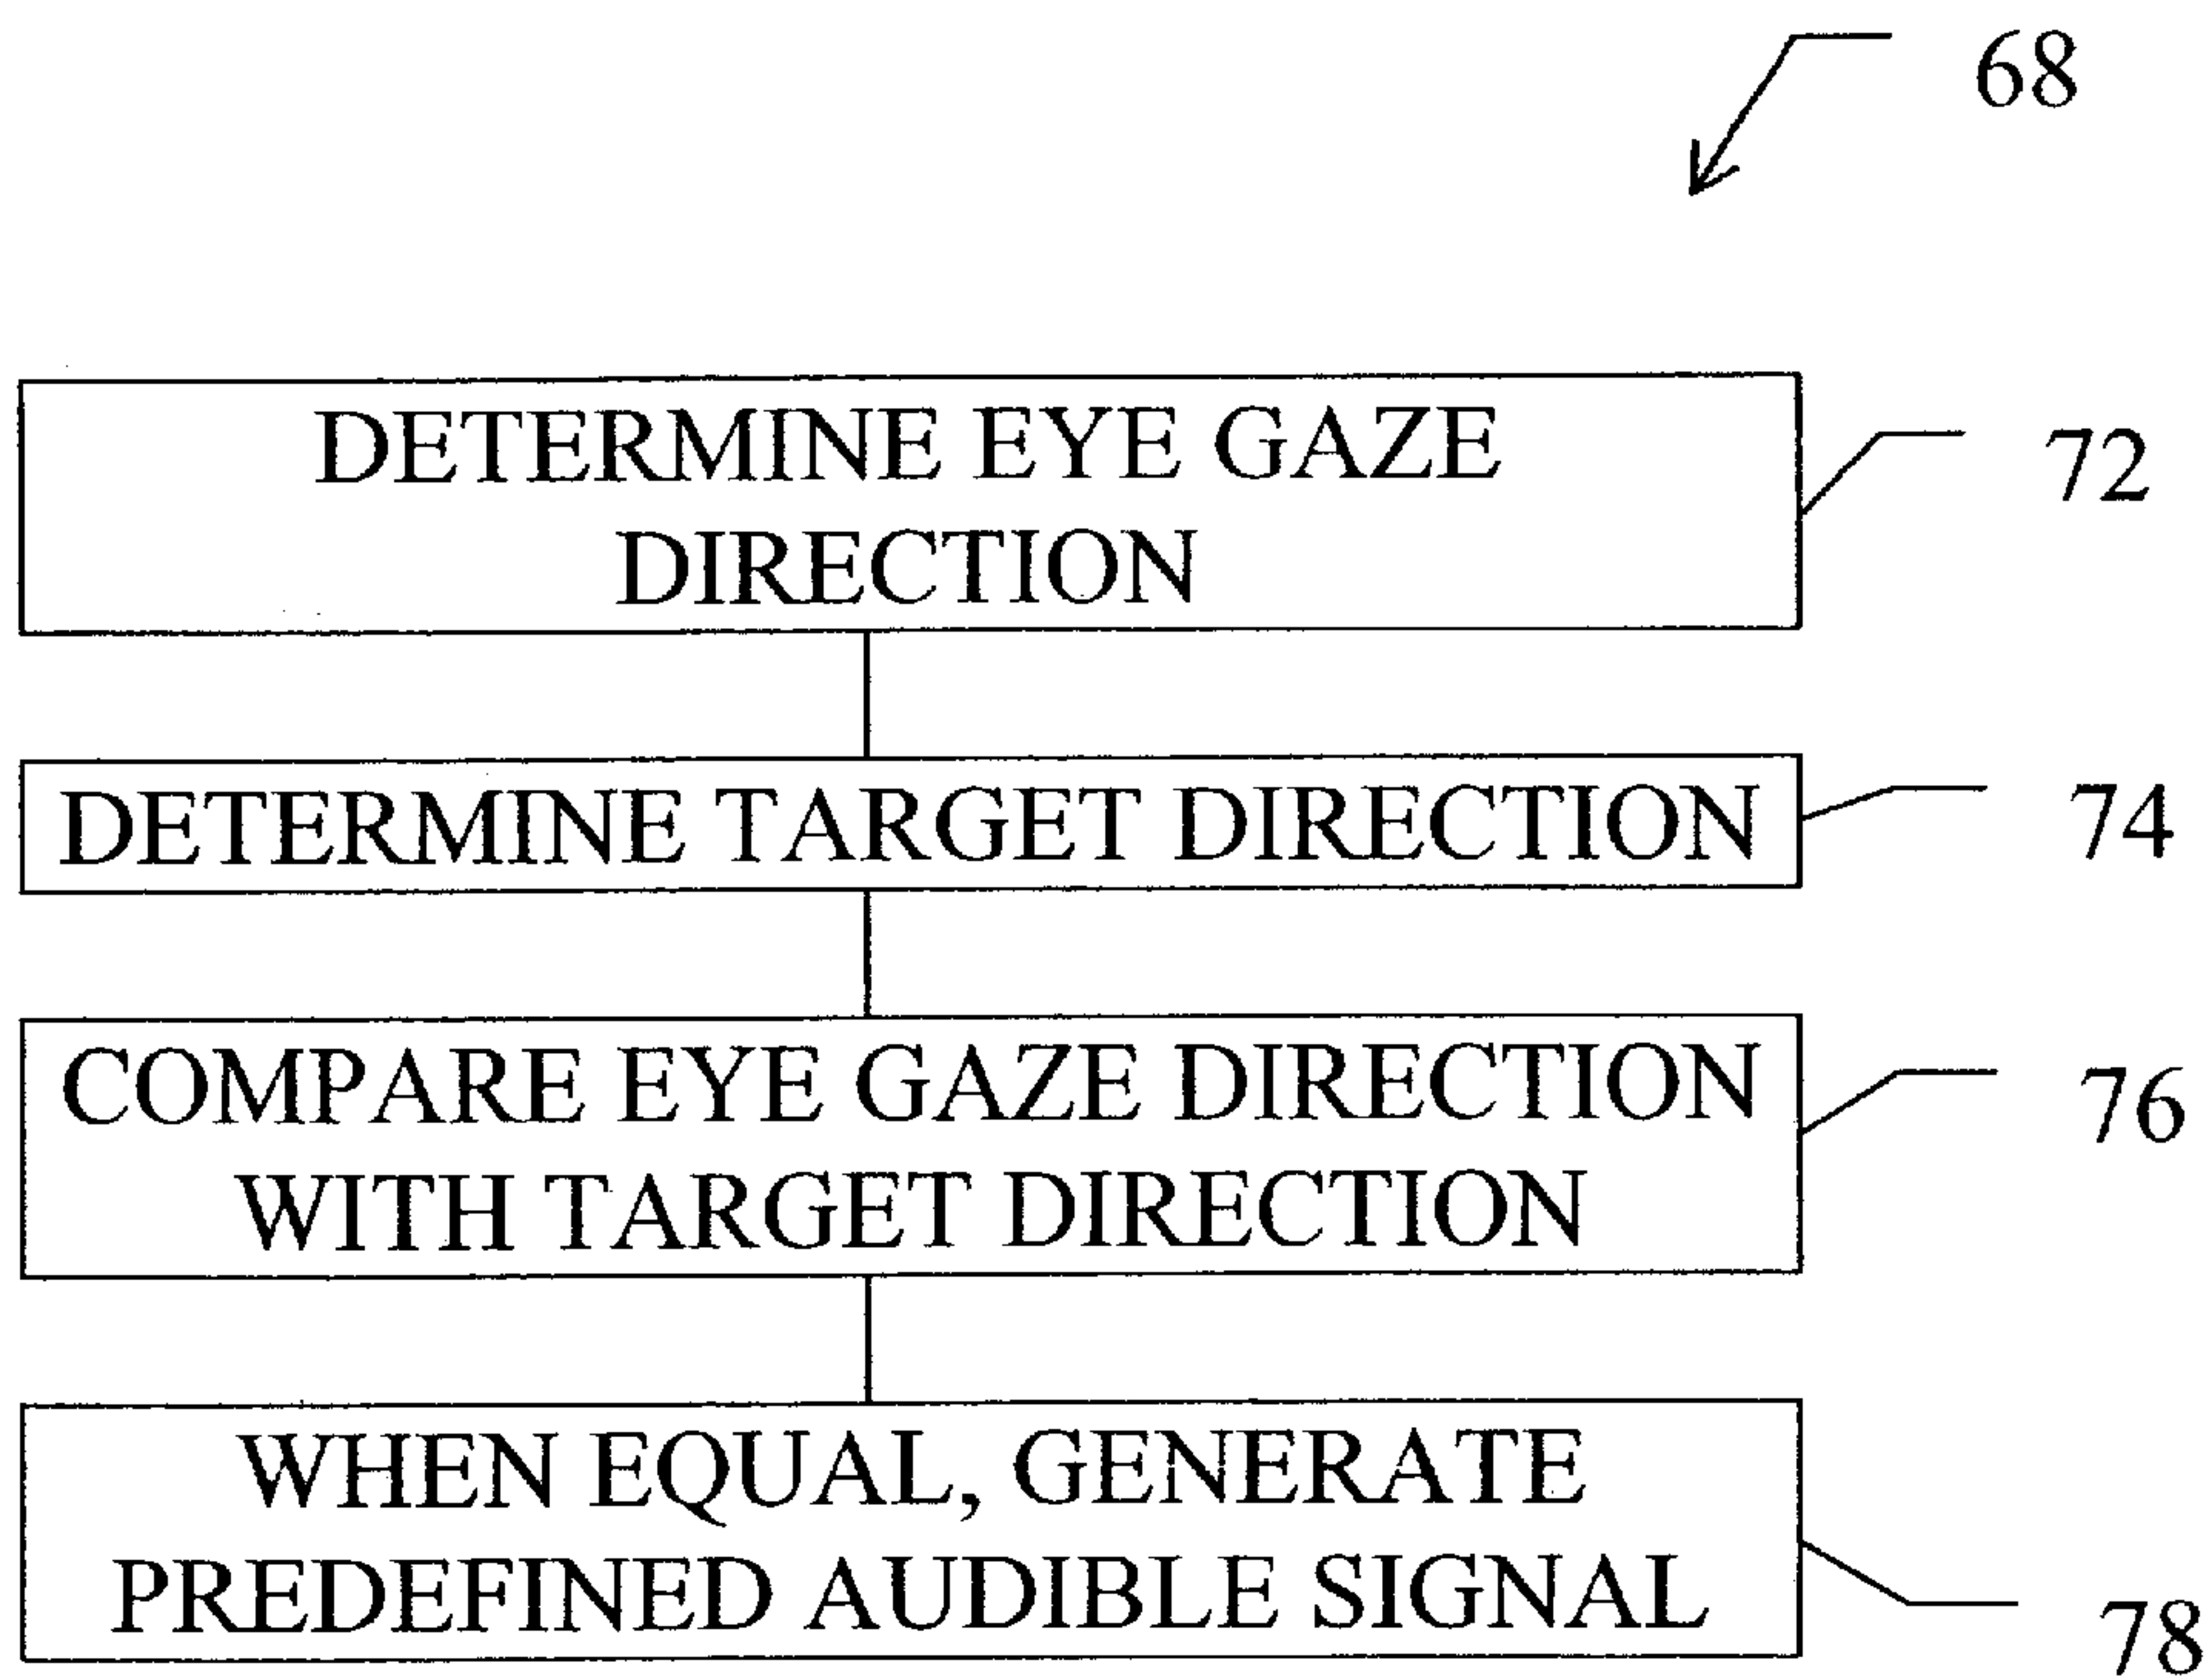 68
DETERMINE EYE GAZE
DIRECTION
72
DETERMINE TARGET DIRECTION
74
COMPARE EYE GAZE DIRECTION
WITH TARGET DIRECTION
76
WHEN EQUAL, GENERATE
PREDEFINED AUDIBLE SIGNAL
78